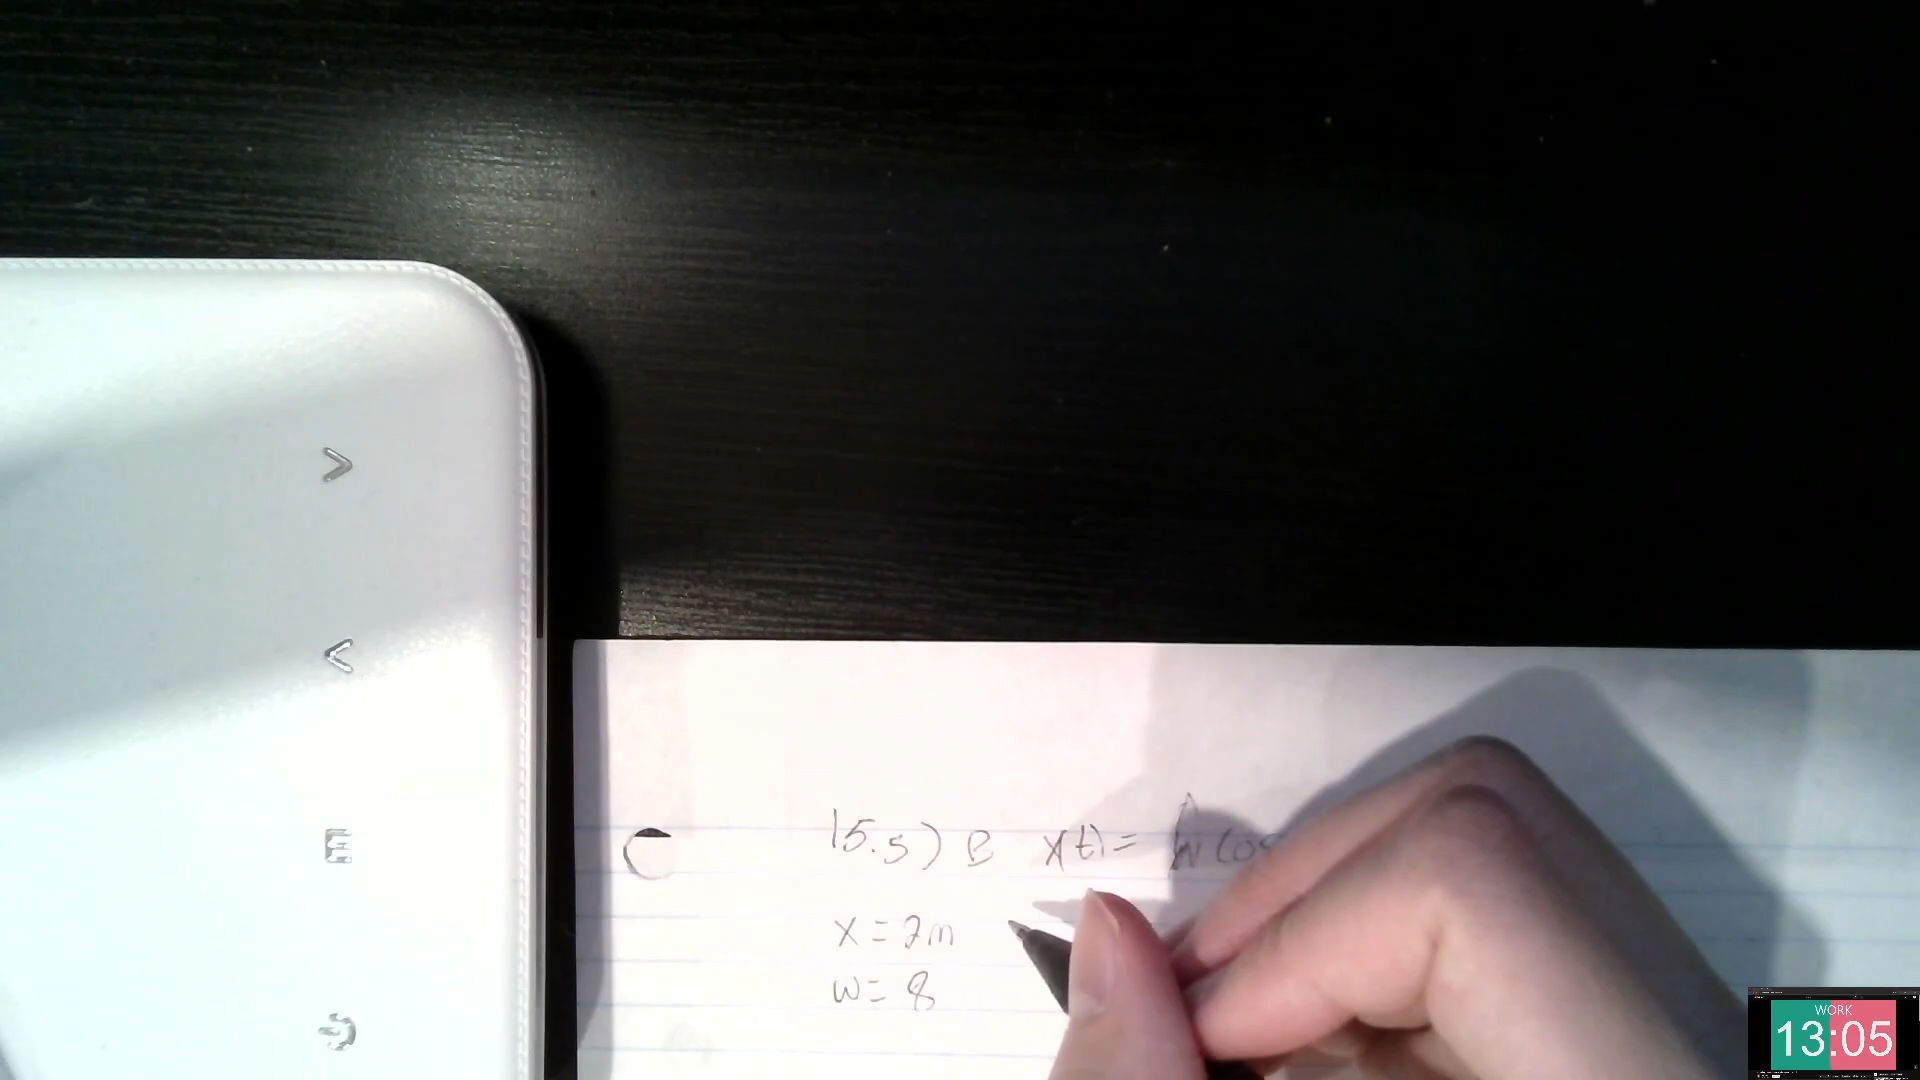 15.5) B x(t) = A cos
x = 2m
w = 8
WORK
13:05